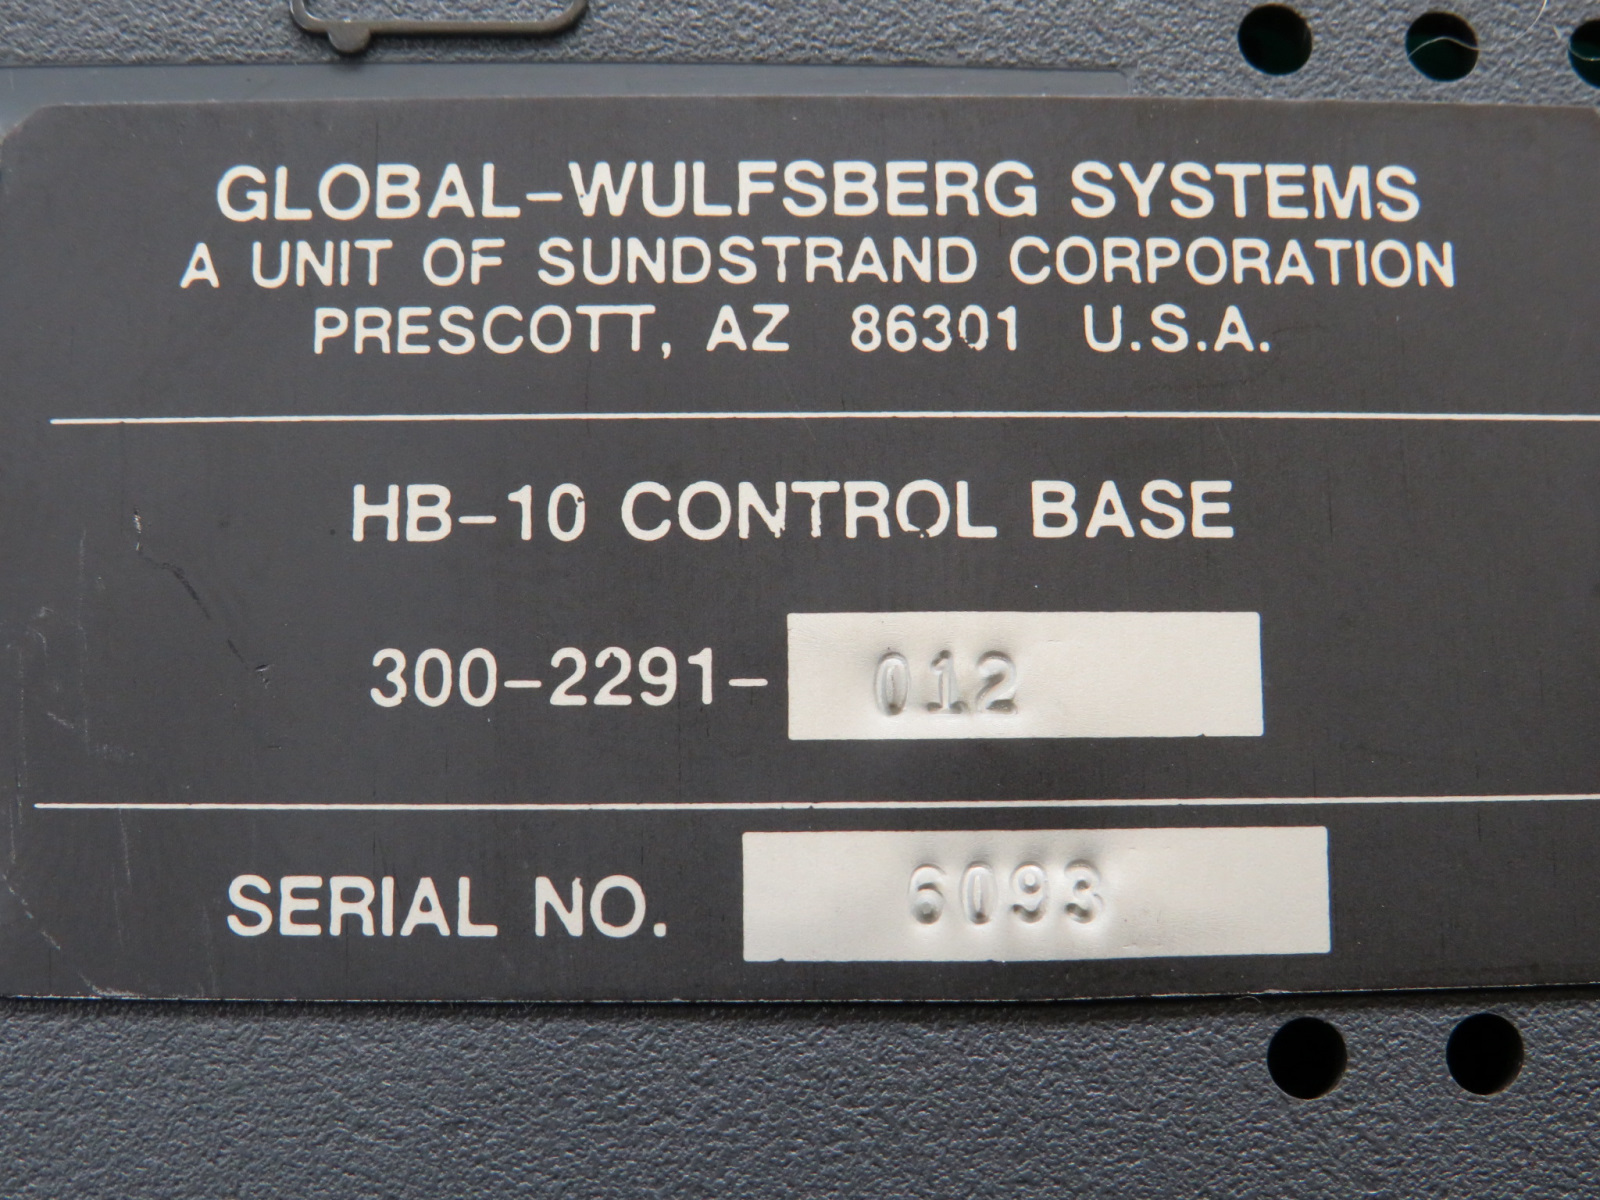 GLOBAL-WULFSBERG SYSTEMS
A UNIT OF SUNDSTRAND CORPORATION
PRESCOTT, AZ 86301 U.S.A.
HB-10 CONTROL BASE
300-2291- 012
SERIAL NO. 6093